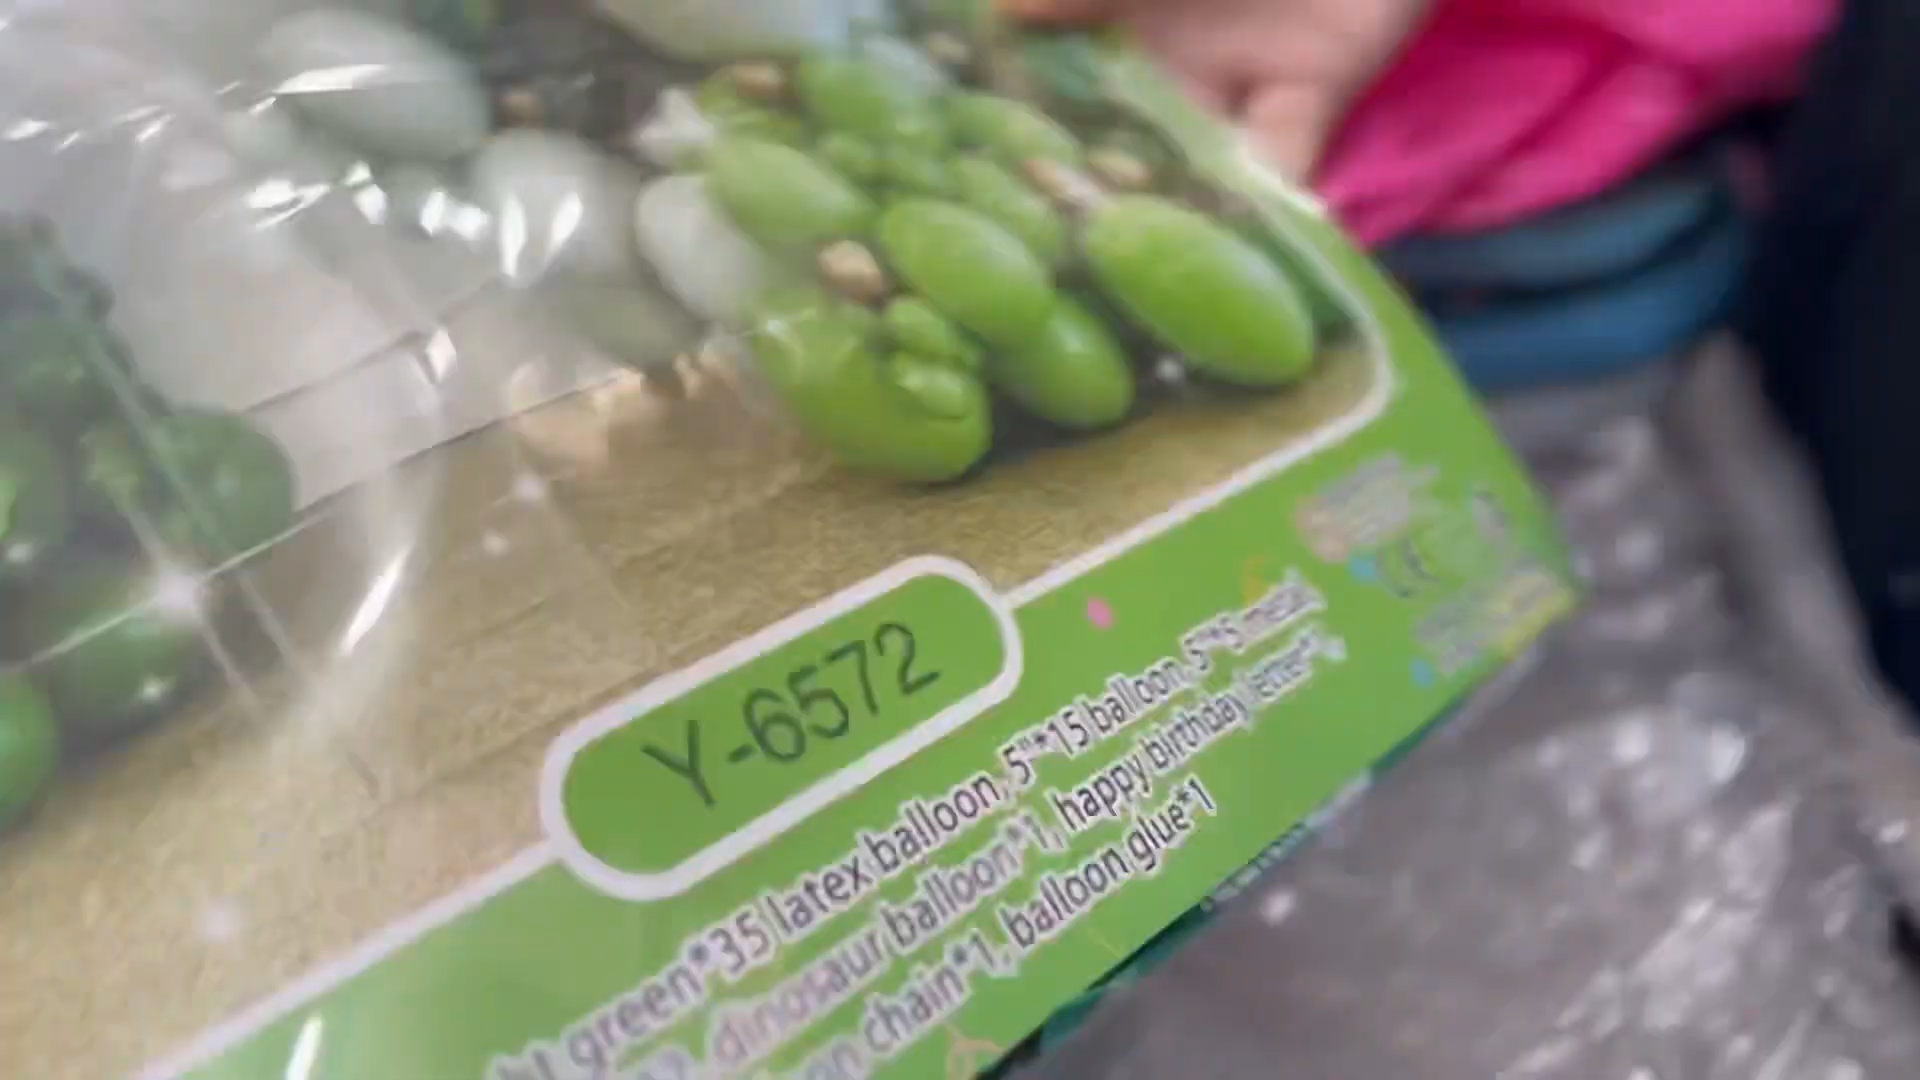 Y-6572
green*35 latex balloon, 5"*15 balloon, 5"*5 metal
dinosaur balloon*1, happy birthday letter*1,
chain*1, balloon glue*1
CE